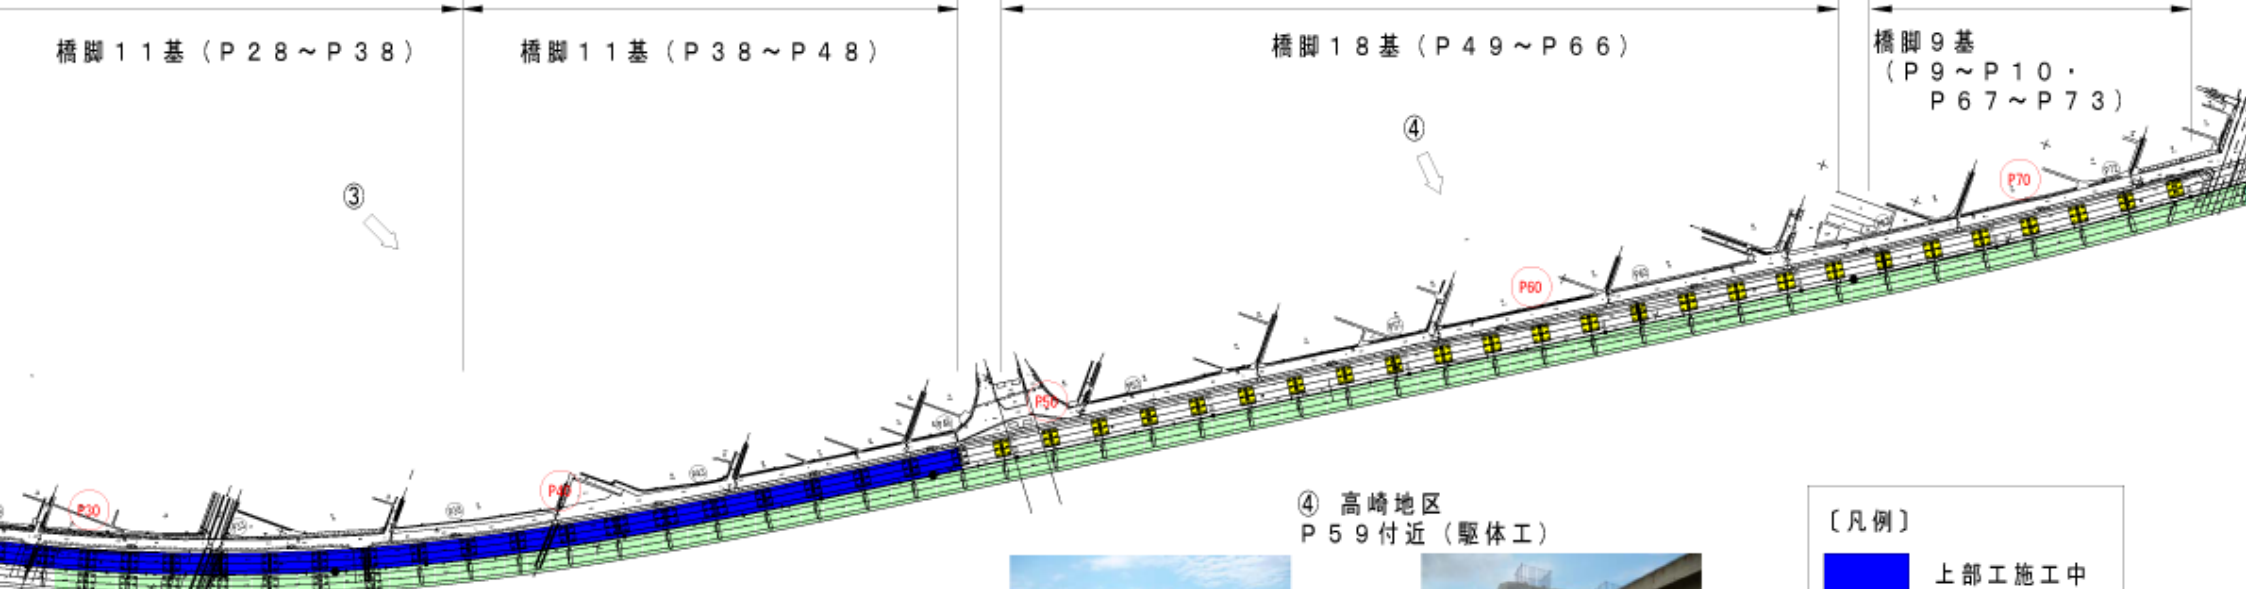 橋脚11基（P28～P38）
橋脚11基（P38～P48）
橋脚18基（P49～P66）
橋脚9基
（P9～P10・
P67～P73）
④
③
P70
P60
P50
P40
P30
④ 高崎地区
P59付近（駆体工）
〔凡例〕
上部工施工中